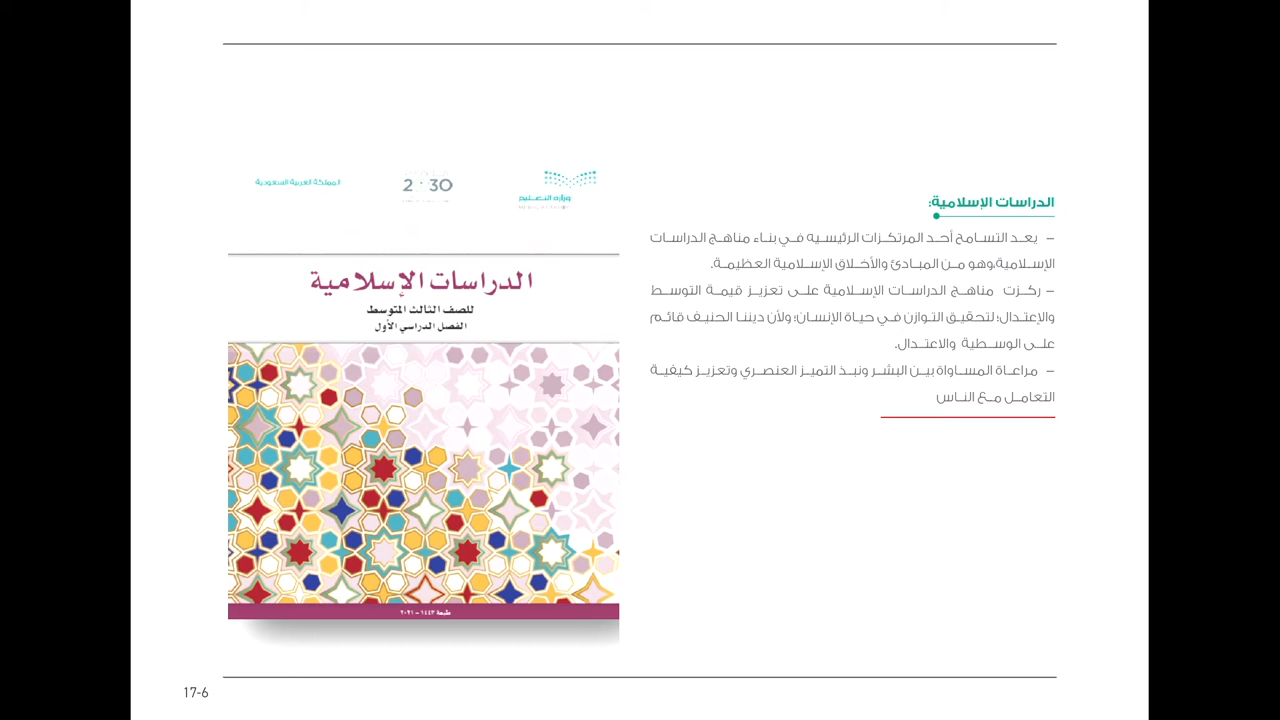 الدراسات الإسلامية:
– يعد التسامح أحد المرتكزات الرئيسيه في بناء مناهج الدراسات
الإسلامية،وهو من المبادئ والأخلاق الإسلامية العظيمة.
– ركزت مناهج الدراسات الإسلامية على تعزيز قيمة التوسط
والإعتدال؛ لتحقيق التوازن في حياة الإنسان؛ ولأن ديننا الحنيف قائم
على الوسطية والاعتدال.
– مراعاة المساواة بين البشر ونبذ التميز العنصري وتعزيز كيفية
التعامل مع الناس
وزارة التعليم
2030
المملكة العربية السعودية
الدراسات الإسلامية
للصف الثالث المتوسط
الفصل الدراسي الأول
طبعة ١٤٤٣ – ٢٠٢١
17-6